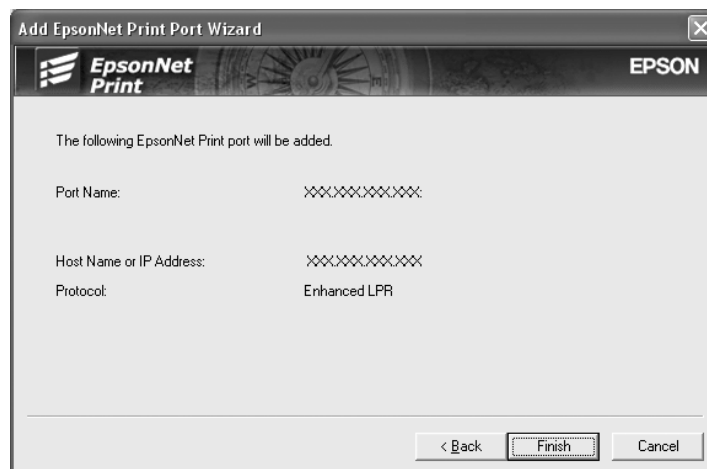 Add EpsonNet Print Port Wizard
EpsonNet
Print
EPSON
The following EpsonNet Print port will be added.
Port Name: XXX.XXX.XXX.XXX:
Host Name or IP Address: XXX.XXX.XXX.XXX
Protocol: Enhanced LPR
< Back Finish Cancel